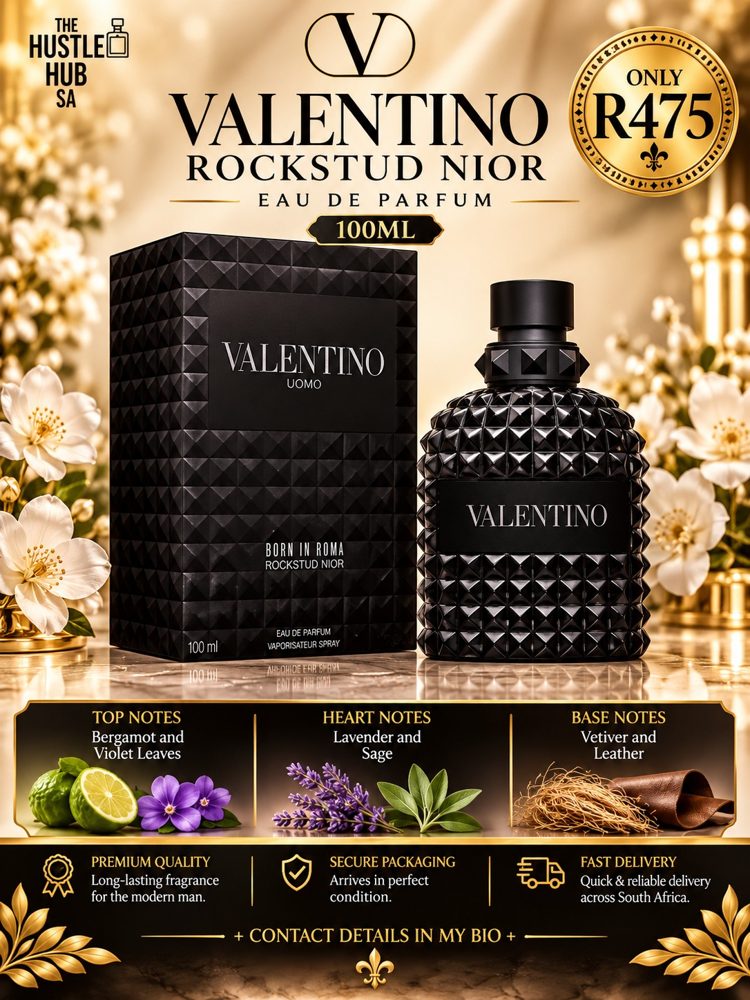 THE
HUSTLE
HUB
SA
V
VALENTINO
ROCKSTUD NIOR
EAU DE PARFUM
100ML
ONLY
R475
VALENTINO
UOMO
BORN IN ROMA
ROCKSTUD NIOR
100 ml
EAU DE PARFUM
VAPORISATEUR SPRAY
VALENTINO
TOP NOTES
Bergamot and
Violet Leaves
HEART NOTES
Lavender and
Sage
BASE NOTES
Vetiver and
Leather
PREMIUM QUALITY
Long-lasting fragrance
for the modern man.
SECURE PACKAGING
Arrives in perfect
condition.
FAST DELIVERY
Quick & reliable delivery
across South Africa.
+ CONTACT DETAILS IN MY BIO +